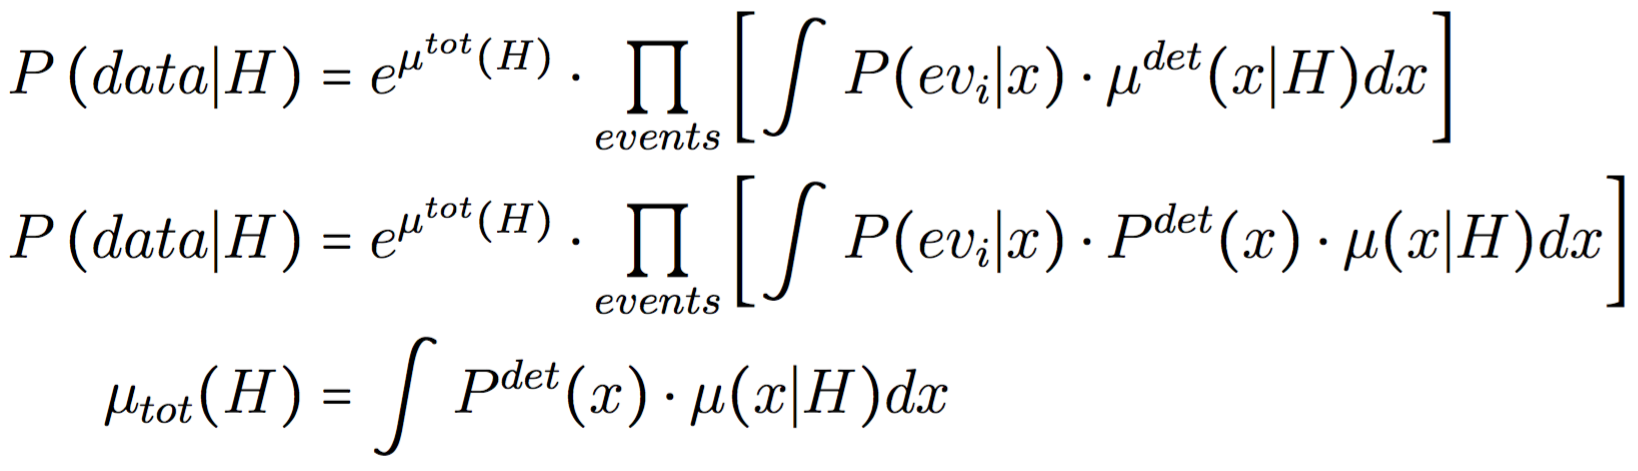 P (data|H) = e^{μ^{tot}(H)} · ∏_{events} [∫ P(ev_i|x) · μ^{det}(x|H)dx]
P (data|H) = e^{μ^{tot}(H)} · ∏_{events} [∫ P(ev_i|x) · P^{det}(x) · μ(x|H)dx]
μ_{tot}(H) = ∫ P^{det}(x) · μ(x|H)dx